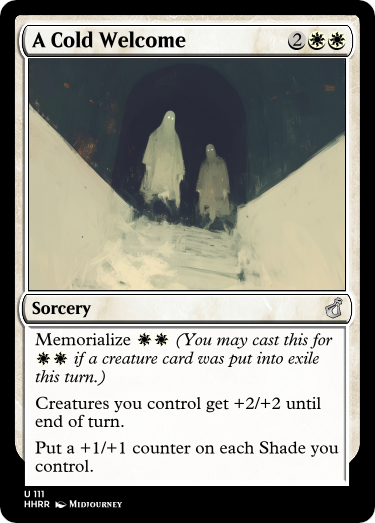 A Cold Welcome 2
Sorcery
Memorialize (You may cast this for
if a creature card was put into exile
this turn.)
Creatures you control get +2/+2 until
end of turn.
Put a +1/+1 counter on each Shade you
control.
U 111
HHRR MIDJOURNEY